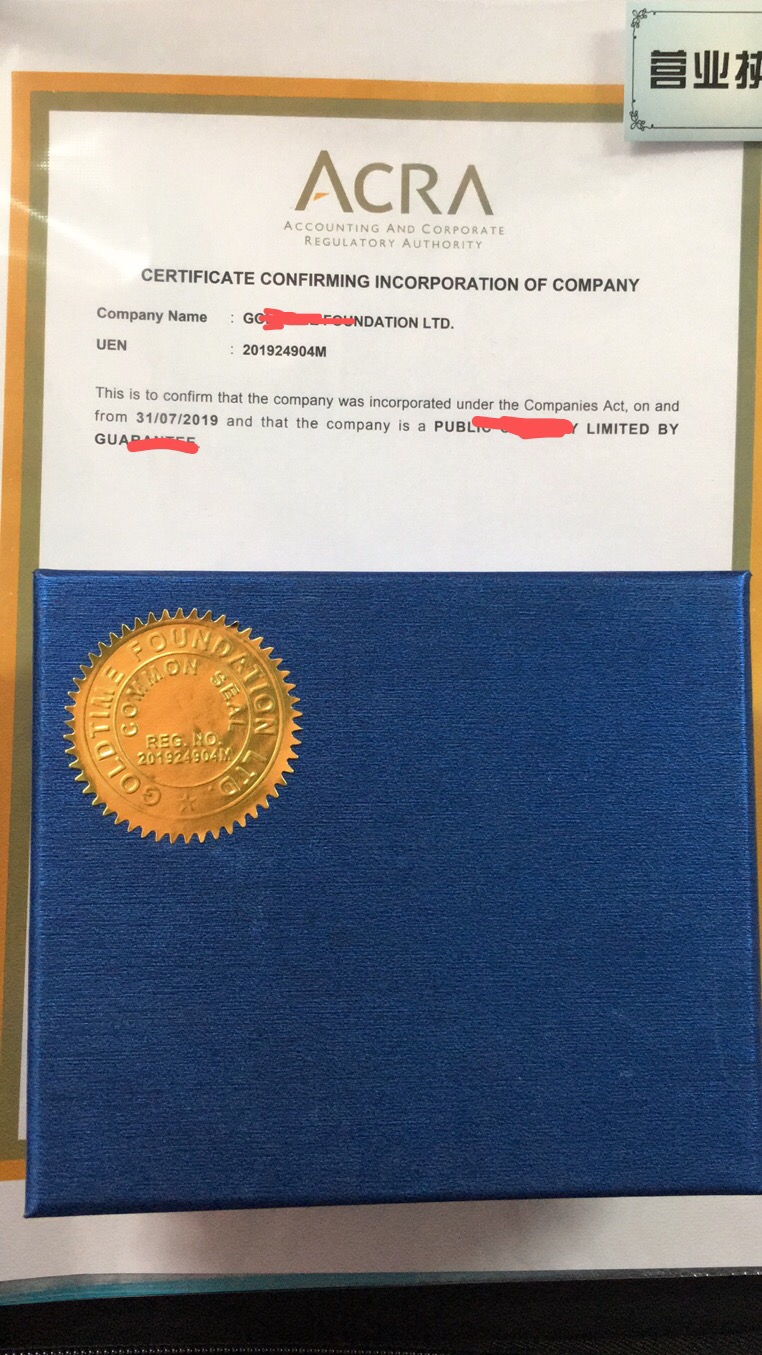 营业执
ACRA
ACCOUNTING AND CORPORATE
REGULATORY AUTHORITY
CERTIFICATE CONFIRMING INCORPORATION OF COMPANY
Company Name : GO FOUNDATION LTD.
UEN : 201924904M
This is to confirm that the company was incorporated under the Companies Act, on and
from 31/07/2019 and that the company is a PUBLIC LIMITED BY
GUARANTEE
GOLDTIME FOUNDATION LTD.
COMMON SEAL
REG. NO.
201924904M